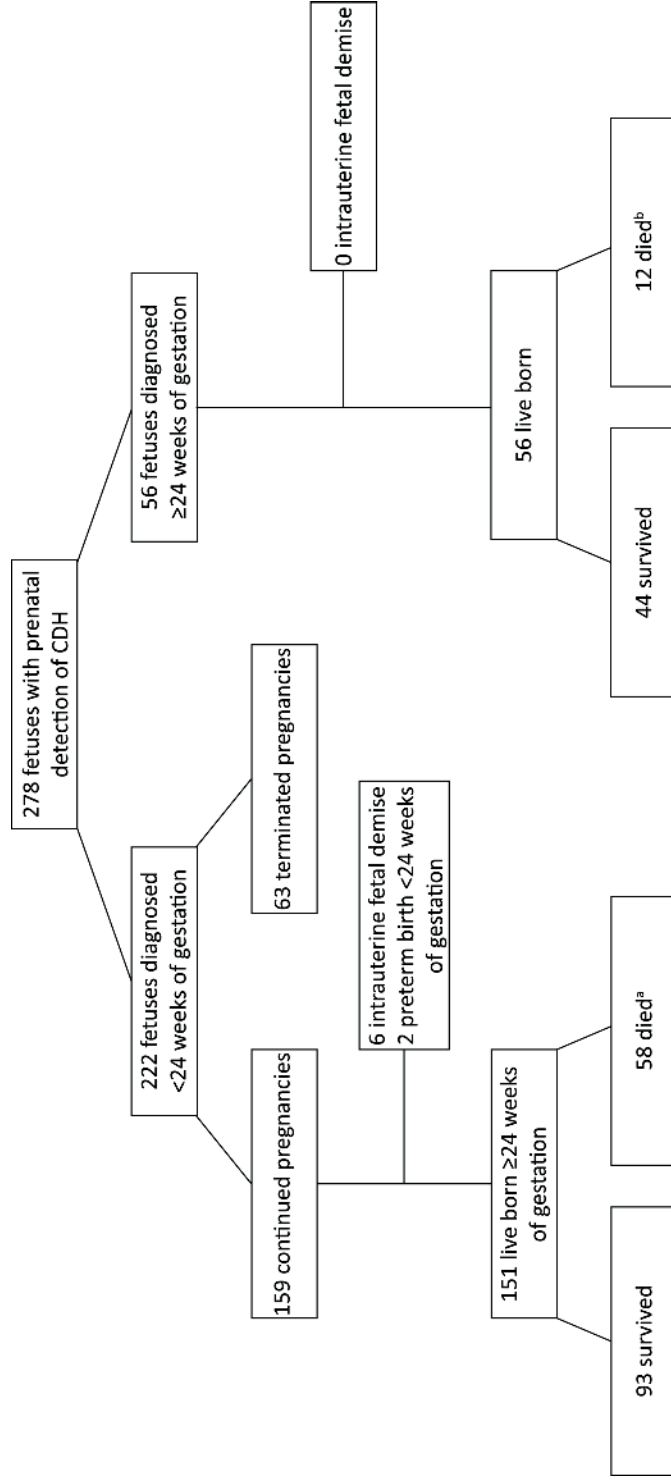 278 fetuses with prenatal
detection of CDH
222 fetuses diagnosed
<24 weeks of gestation
56 fetuses diagnosed
≥24 weeks of gestation
159 continued pregnancies
63 terminated pregnancies
6 intrauterine fetal demise
2 preterm birth <24 weeks
of gestation
0 intrauterine fetal demise
151 live born ≥24 weeks
of gestation
56 live born
93 survived
58 diedᵃ
44 survived
12 diedᵇ